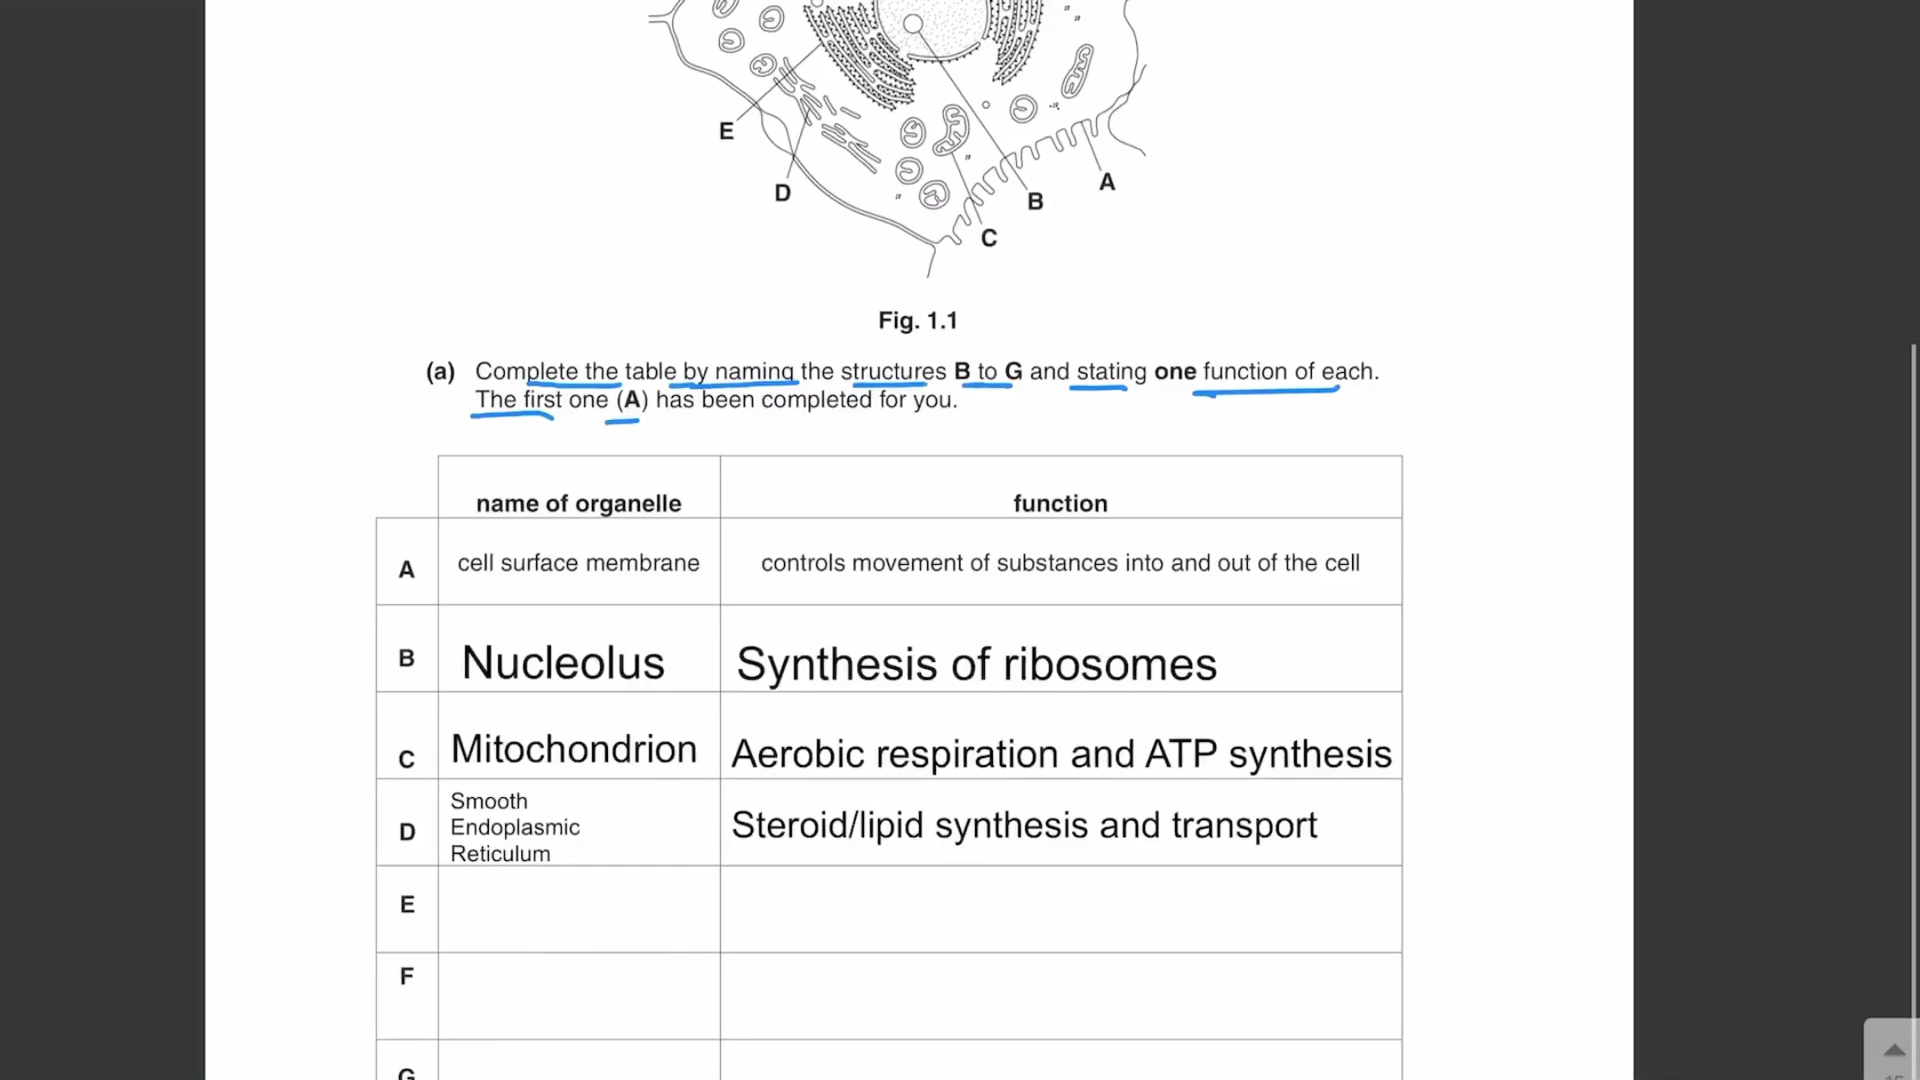 E
D
A
B
C
Fig. 1.1
(a) Complete the table by naming the structures B to G and stating one function of each.
The first one (A) has been completed for you.
name of organelle function
A cell surface membrane controls movement of substances into and out of the cell
B Nucleolus Synthesis of ribosomes
C Mitochondrion Aerobic respiration and ATP synthesis
D Smooth
Endoplasmic
Reticulum
Steroid/lipid synthesis and transport
E
F
G